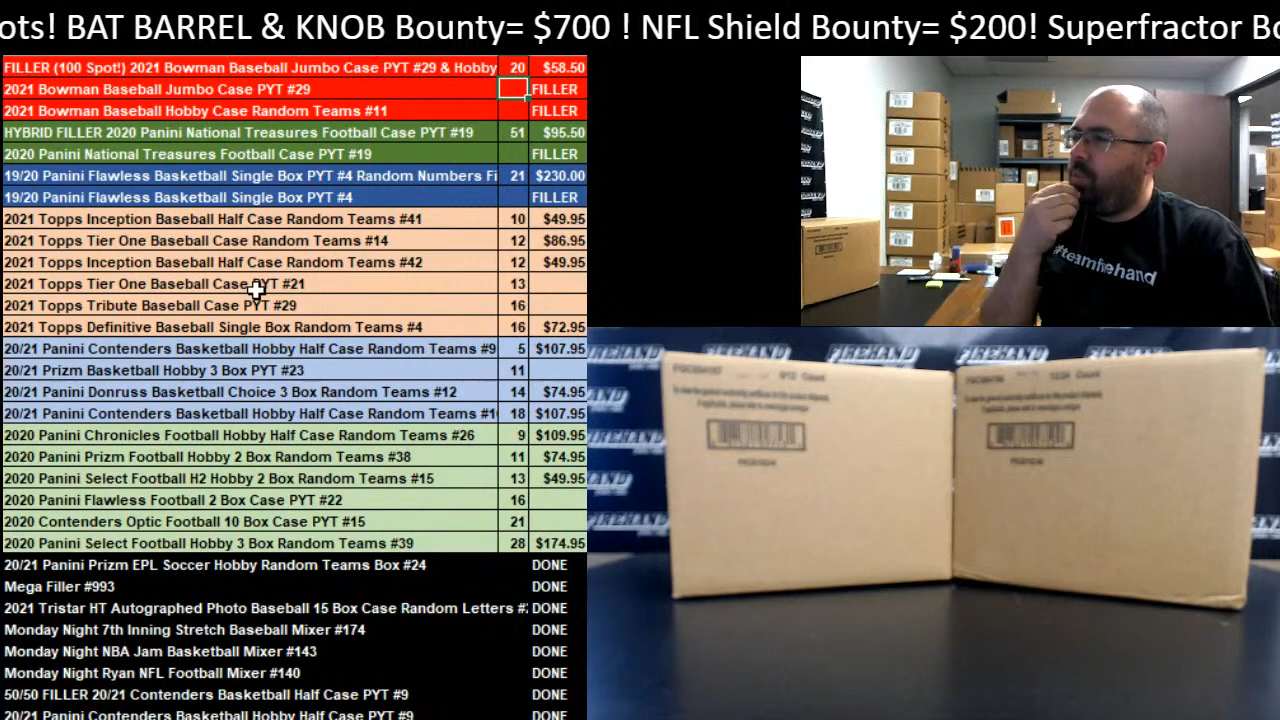 ots! BAT BARREL & KNOB Bounty= $700 ! NFL Shield Bounty= $200! Superfractor Bo
FILLER (100 Spot!) 2021 Bowman Baseball Jumbo Case PYT #29 & Hobby 20 $58.50
2021 Bowman Baseball Jumbo Case PYT #29 FILLER
2021 Bowman Baseball Hobby Case Random Teams #11 FILLER
HYBRID FILLER 2020 Panini National Treasures Football Case PYT #19 51 $95.50
2020 Panini National Treasures Football Case PYT #19 FILLER
19/20 Panini Flawless Basketball Single Box PYT #4 Random Numbers Fi 21 $230.00
19/20 Panini Flawless Basketball Single Box PYT #4 FILLER
2021 Topps Inception Baseball Half Case Random Teams #41 10 $49.95
2021 Topps Tier One Baseball Case Random Teams #14 12 $86.95
2021 Topps Inception Baseball Half Case Random Teams #42 12 $49.95
2021 Topps Tier One Baseball Case PYT #21 13
2021 Topps Tribute Baseball Case PYT #29 16
2021 Topps Definitive Baseball Single Box Random Teams #4 16 $72.95
20/21 Panini Contenders Basketball Hobby Half Case Random Teams #9 5 $107.95
20/21 Prizm Basketball Hobby 3 Box PYT #23 11
20/21 Panini Donruss Basketball Choice 3 Box Random Teams #12 14 $74.95
20/21 Panini Contenders Basketball Hobby Half Case Random Teams #1 18 $107.95
2020 Panini Chronicles Football Hobby Half Case Random Teams #26 9 $109.95
2020 Panini Prizm Football Hobby 2 Box Random Teams #38 11 $74.95
2020 Panini Select Football H2 Hobby 2 Box Random Teams #15 13 $49.95
2020 Panini Flawless Football 2 Box Case PYT #22 16
2020 Contenders Optic Football 10 Box Case PYT #15 21
2020 Panini Select Football Hobby 3 Box Random Teams #39 28 $174.95
20/21 Panini Prizm EPL Soccer Hobby Random Teams Box #24 DONE
Mega Filler #993 DONE
2021 Tristar HT Autographed Photo Baseball 15 Box Case Random Letters # DONE
Monday Night 7th Inning Stretch Baseball Mixer #174 DONE
Monday Night NBA Jam Basketball Mixer #143 DONE
Monday Night Ryan NFL Football Mixer #140 DONE
50/50 FILLER 20/21 Contenders Basketball Half Case PYT #9 DONE
20/21 Panini Contenders Basketball Hobby Half Case PYT #9 DONE
#teamfirehand
FIREHAND FIREHAND FIREHAND FIREHAND
Count Count
FIREHAND